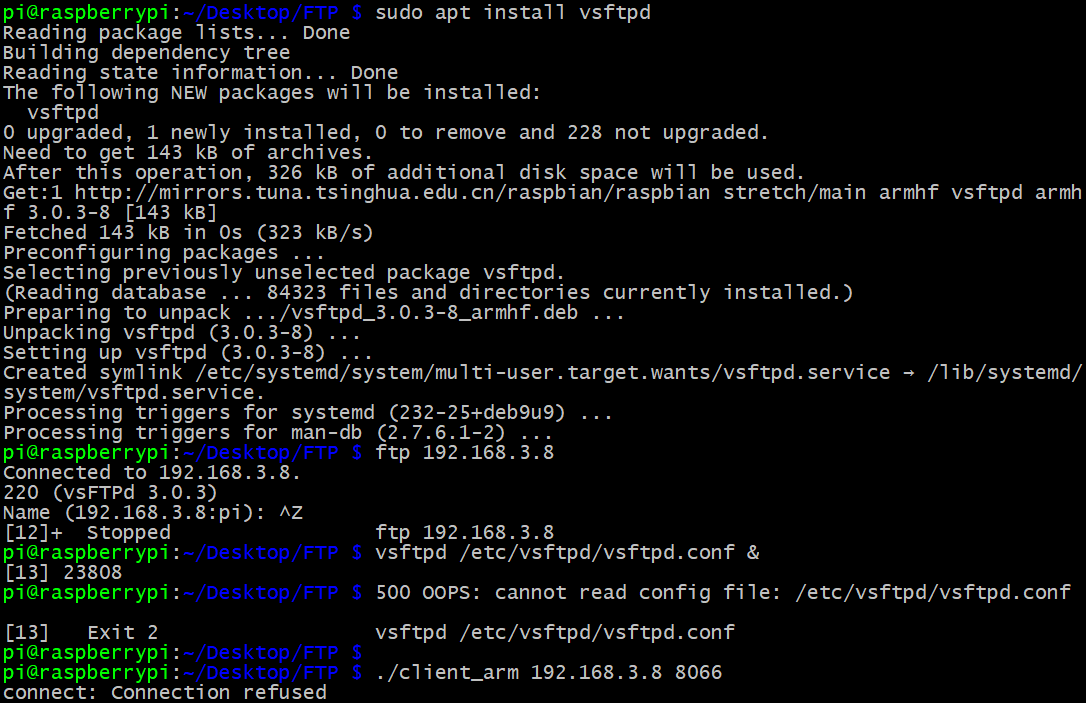 pi@raspberrypi:~/Desktop/FTP $ sudo apt install vsftpd
Reading package lists... Done
Building dependency tree
Reading state information... Done
The following NEW packages will be installed:
  vsftpd
0 upgraded, 1 newly installed, 0 to remove and 228 not upgraded.
Need to get 143 kB of archives.
After this operation, 326 kB of additional disk space will be used.
Get:1 http://mirrors.tuna.tsinghua.edu.cn/raspbian/raspbian stretch/main armhf vsftpd armh
f 3.0.3-8 [143 kB]
Fetched 143 kB in 0s (323 kB/s)
Preconfiguring packages ...
Selecting previously unselected package vsftpd.
(Reading database ... 84323 files and directories currently installed.)
Preparing to unpack .../vsftpd_3.0.3-8_armhf.deb ...
Unpacking vsftpd (3.0.3-8) ...
Setting up vsftpd (3.0.3-8) ...
Created symlink /etc/systemd/system/multi-user.target.wants/vsftpd.service → /lib/systemd/
system/vsftpd.service.
Processing triggers for systemd (232-25+deb9u9) ...
Processing triggers for man-db (2.7.6.1-2) ...
pi@raspberrypi:~/Desktop/FTP $ ftp 192.168.3.8
Connected to 192.168.3.8.
220 (vsFTPd 3.0.3)
Name (192.168.3.8:pi): ^Z
[12]+  Stopped                 ftp 192.168.3.8
pi@raspberrypi:~/Desktop/FTP $ vsftpd /etc/vsftpd/vsftpd.conf &
[13] 23808
pi@raspberrypi:~/Desktop/FTP $ 500 OOPS: cannot read config file: /etc/vsftpd/vsftpd.conf
[13]   Exit 2                  vsftpd /etc/vsftpd/vsftpd.conf
pi@raspberrypi:~/Desktop/FTP $
pi@raspberrypi:~/Desktop/FTP $ ./client_arm 192.168.3.8 8066
connect: Connection refused